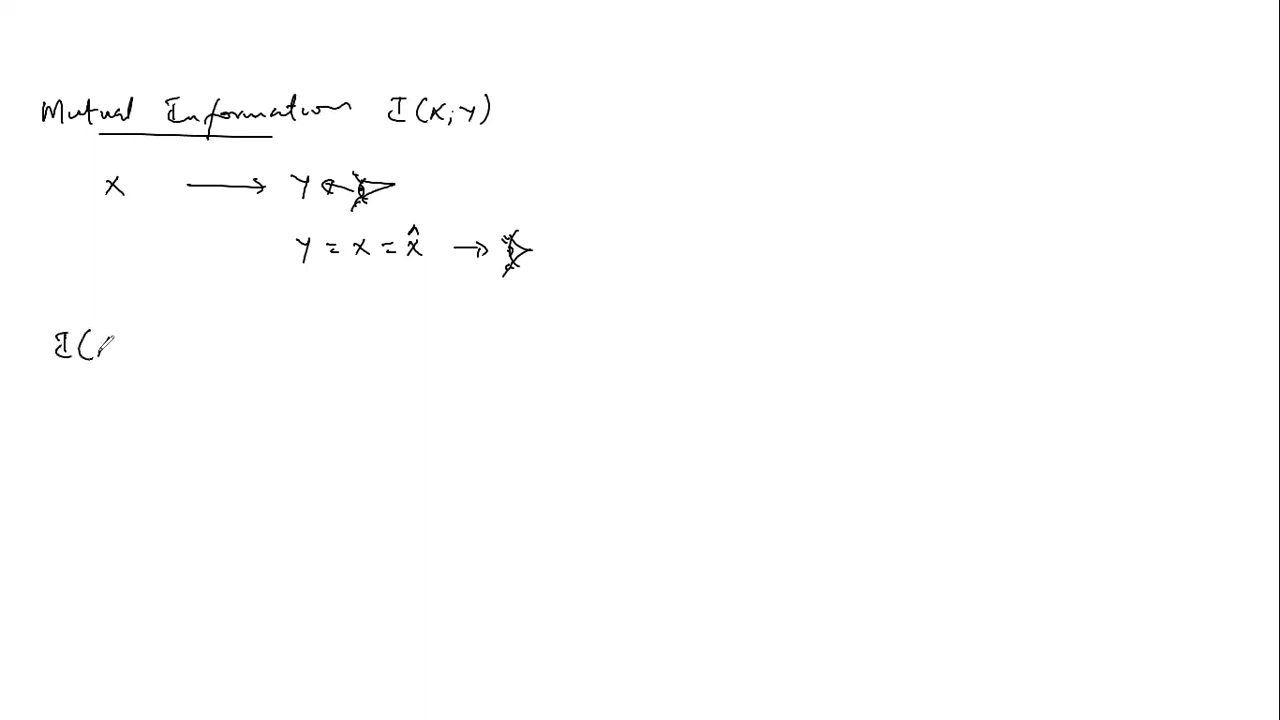 Mutual Information I(X;Y)
X → Y ←
Y = X = X̂ →
I(